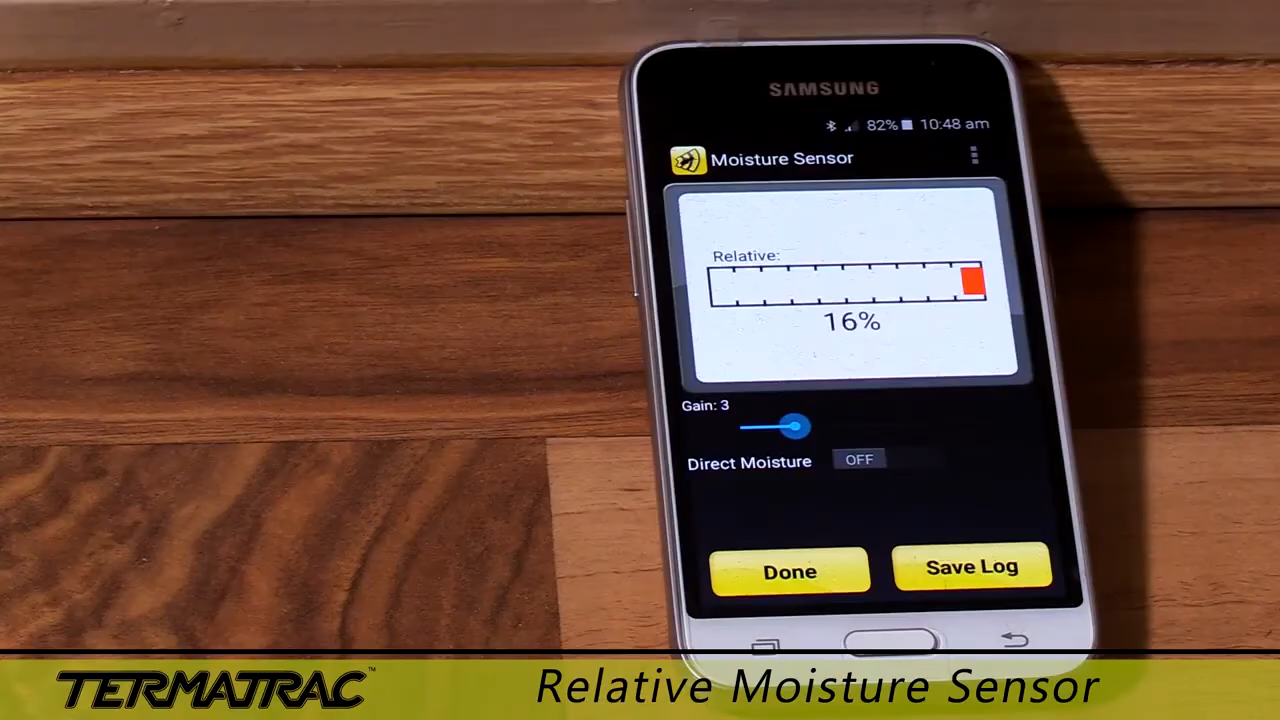 SAMSUNG
82% 10:48 am
Moisture Sensor
Relative:
16%
Gain: 3
Direct Moisture OFF
Done Save Log
TERMATRAC™ Relative Moisture Sensor